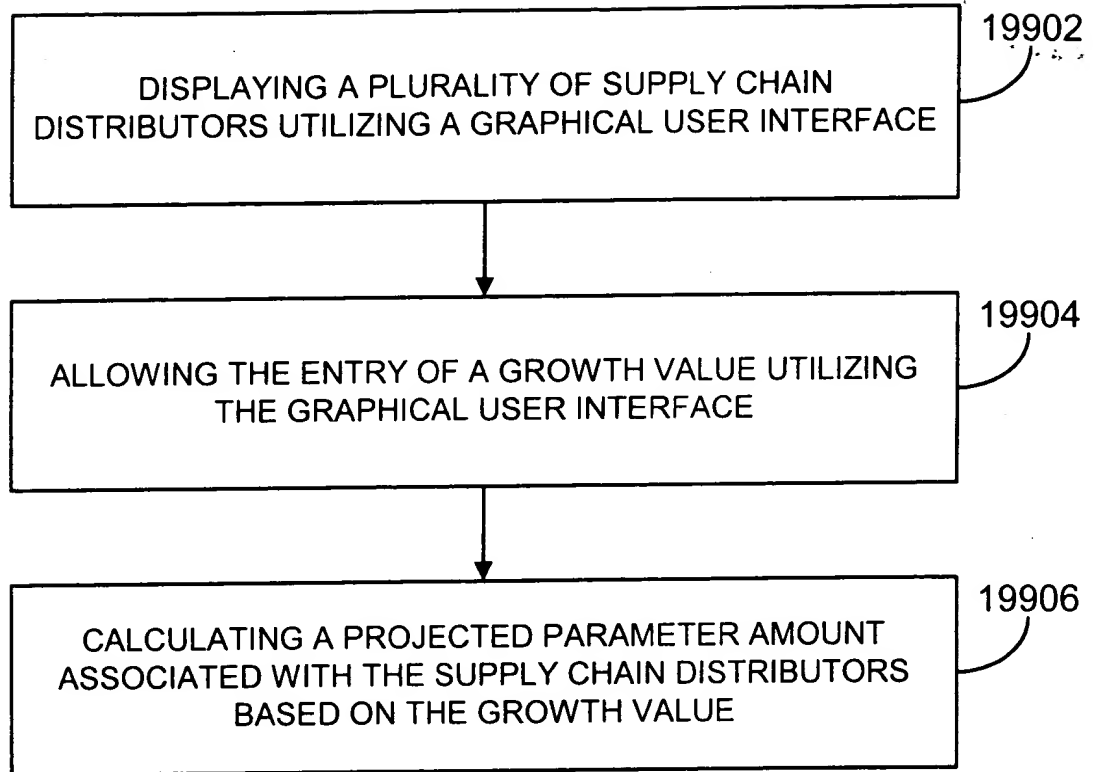 19902
DISPLAYING A PLURALITY OF SUPPLY CHAIN
DISTRIBUTORS UTILIZING A GRAPHICAL USER INTERFACE
19904
ALLOWING THE ENTRY OF A GROWTH VALUE UTILIZING
THE GRAPHICAL USER INTERFACE
19906
CALCULATING A PROJECTED PARAMETER AMOUNT
ASSOCIATED WITH THE SUPPLY CHAIN DISTRIBUTORS
BASED ON THE GROWTH VALUE